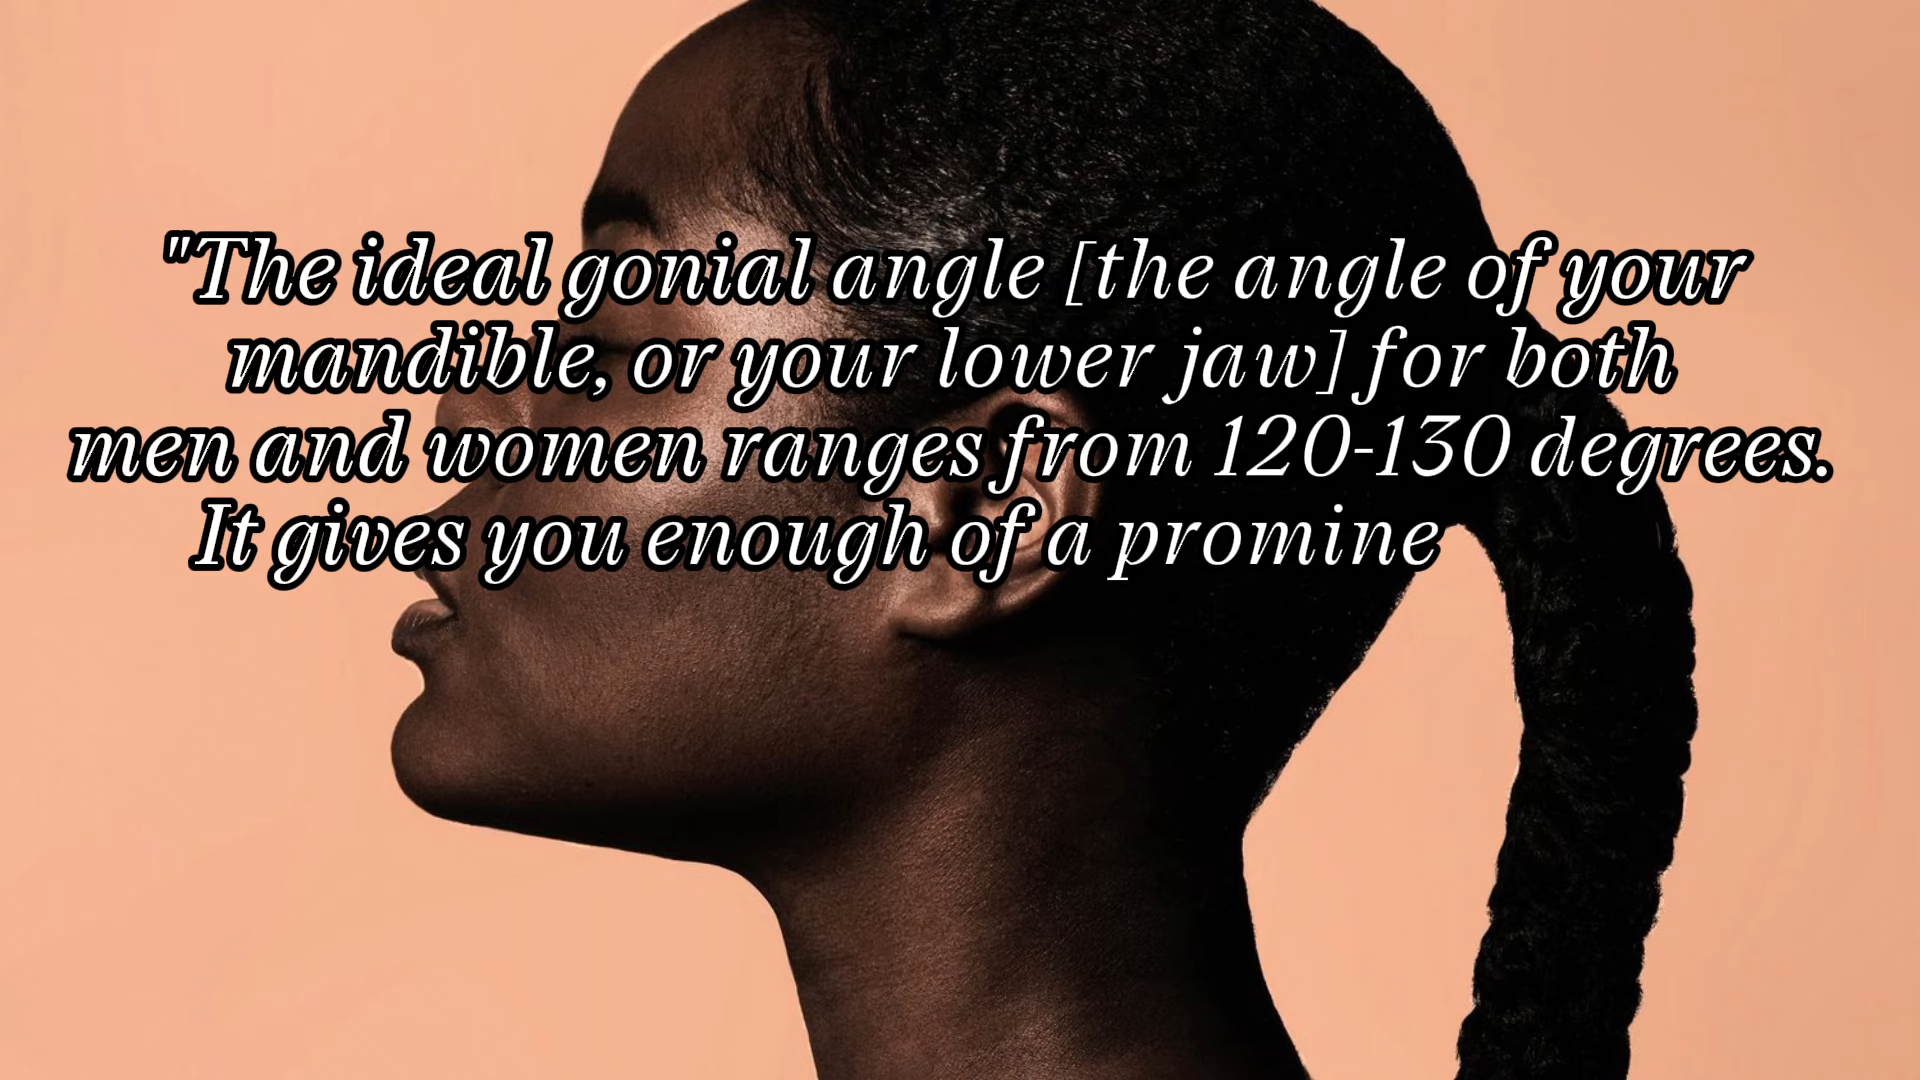 "The ideal gonial angle [the angle of your
mandible, or your lower jaw] for both
men and women ranges from 120-130 degrees.
It gives you enough of a promine